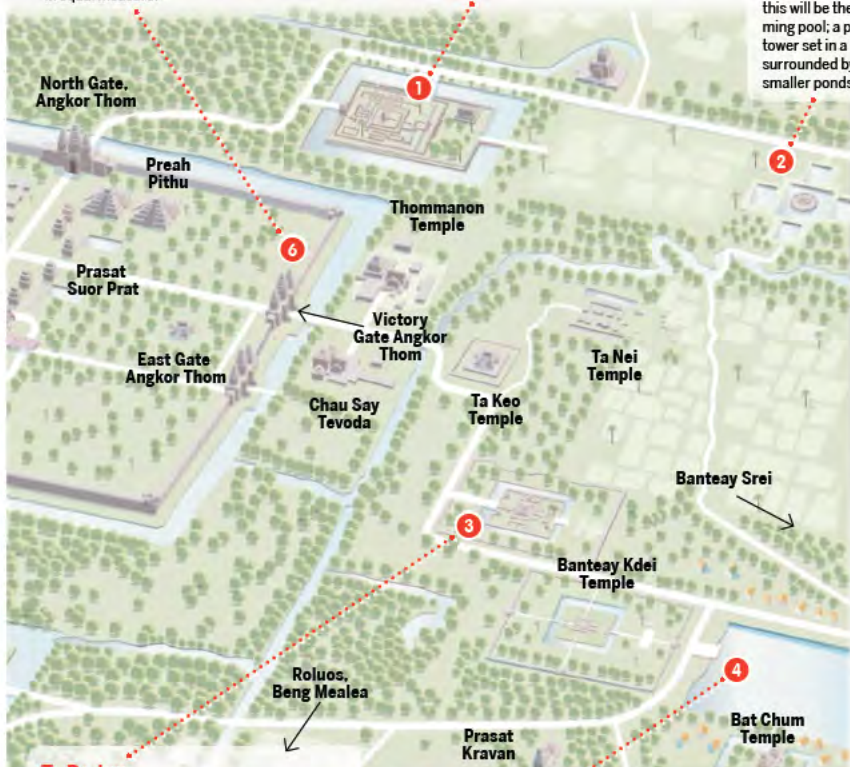 this will be the
ming pool; a p
tower set in a
surrounded by
smaller ponds
North Gate,
Angkor Thom
1
2
Preah
Pithu
Thommanon
Temple
6
Prasat
Suor Prat
Victory
Gate Angkor
Thom
East Gate
Angkor Thom
Ta Nei
Temple
Chau Say
Tevoda
Ta Keo
Temple
Banteay Srei
3
Banteay Kdei
Temple
4
Roluos,
Beng Mealea
Bat Chum
Temple
Prasat
Kravan